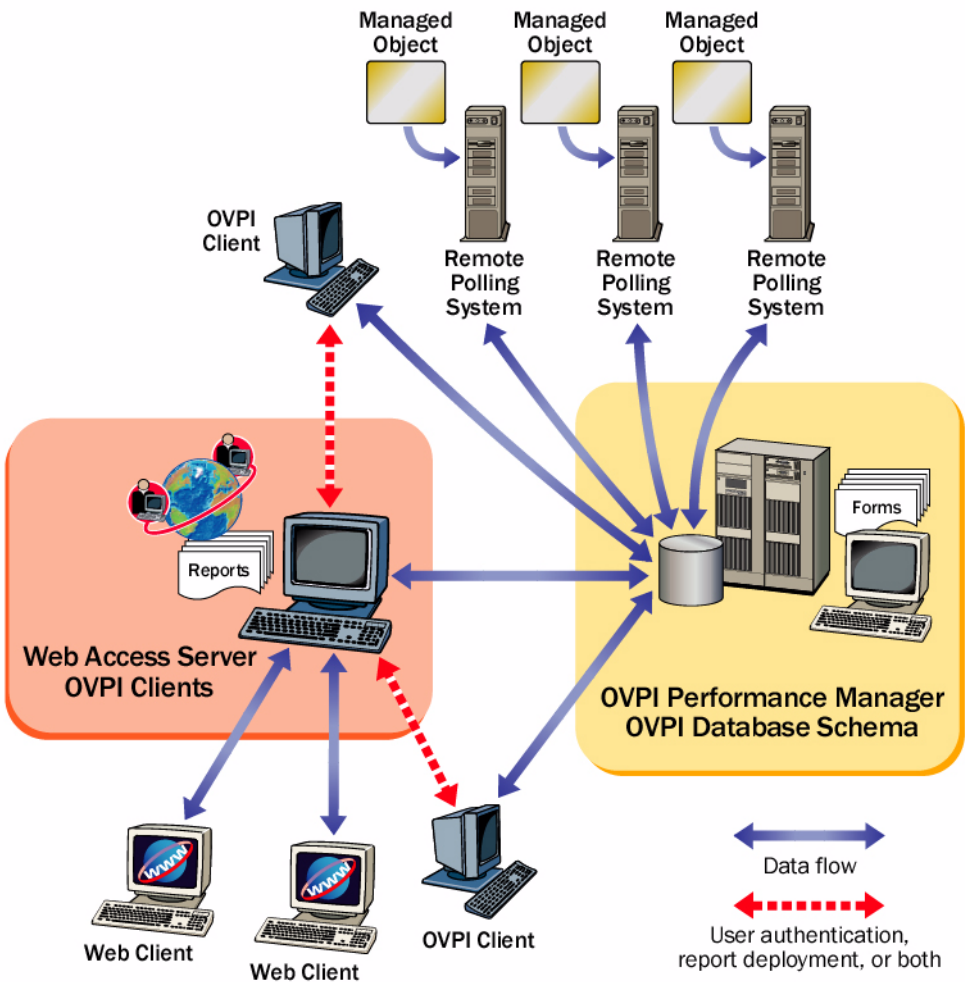 Managed
Object
Managed
Object
Managed
Object
OVPI
Client
Remote
Polling
System
Remote
Polling
System
Remote
Polling
System
Reports
Forms
Web Access Server
OVPI Clients
OVPI Performance Manager
OVPI Database Schema
www
www
Web Client
Web Client
OVPI Client
Data flow
User authentication,
report deployment, or both